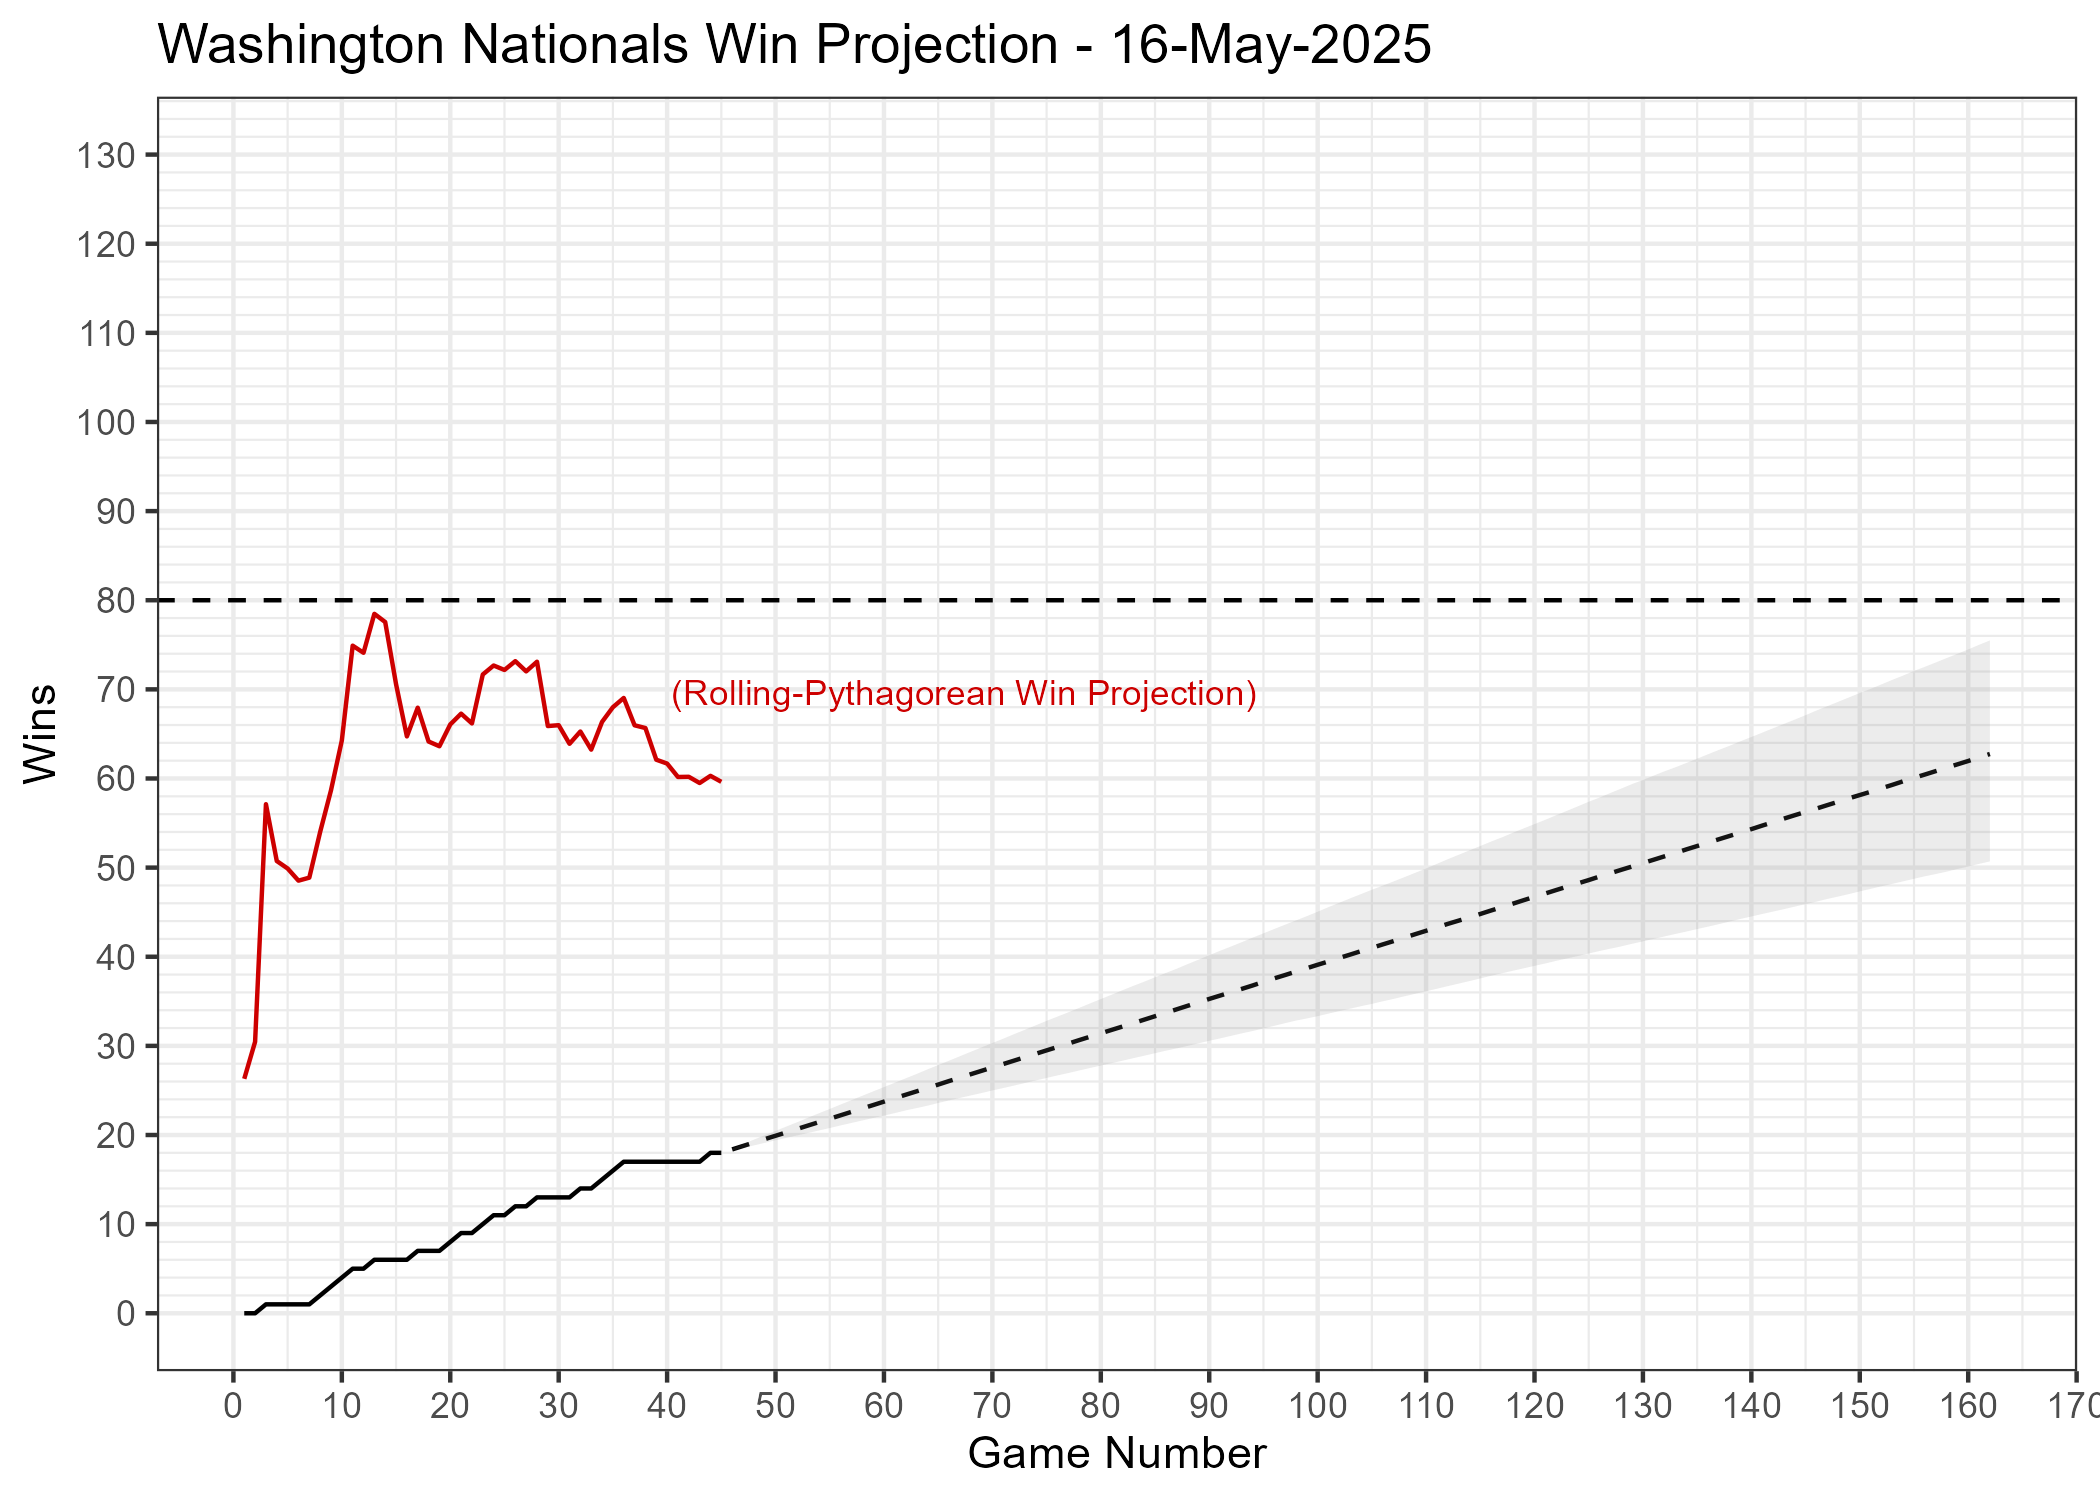 Washington Nationals Win Projection - 16-May-2025
130
120
110
100
90
80
70
(Rolling-Pythagorean Win Projection)
60
50
40
30
20
10
0
Wins
0 10 20 30 40 50 60 70 80 90 100 110 120 130 140 150 160 170
Game Number